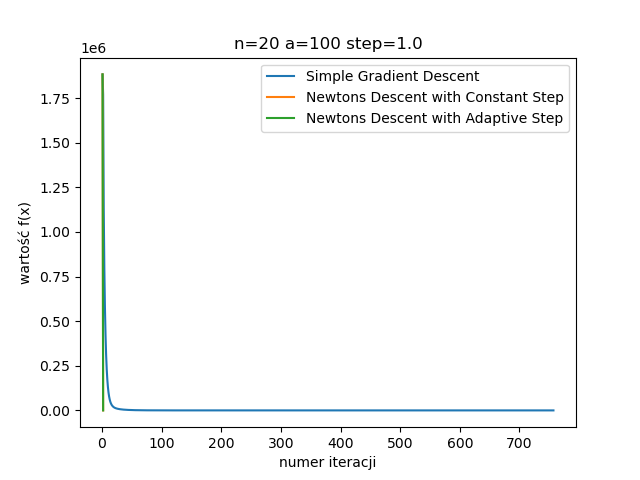 n=20 a=100 step=1.0
1e6
Simple Gradient Descent
Newtons Descent with Constant Step
Newtons Descent with Adaptive Step
1.75
1.50
1.25
1.00
0.75
0.50
0.25
0.00
wartość f(x)
0 100 200 300 400 500 600 700
numer iteracji